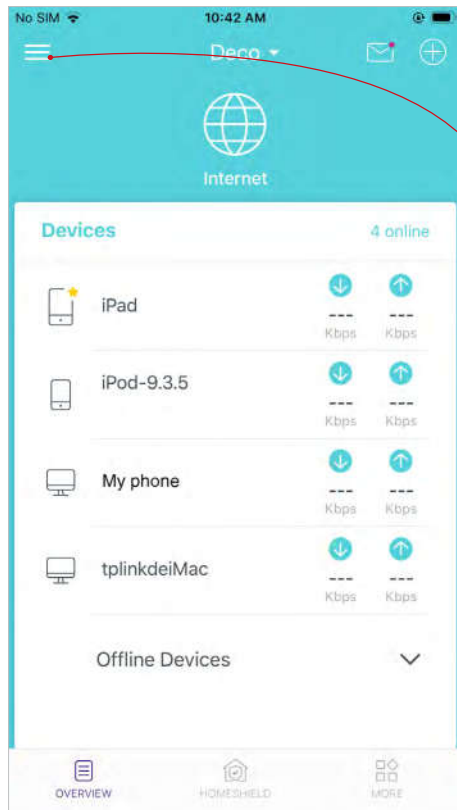 No SIM 10:42 AM
Deco
Internet
Devices 4 online
iPad
--- ---
Kbps Kbps
iPod-9.3.5
--- ---
Kbps Kbps
My phone
--- ---
Kbps Kbps
tplinkdeiMac
--- ---
Kbps Kbps
Offline Devices
OVERVIEW HOMESHIELD MORE